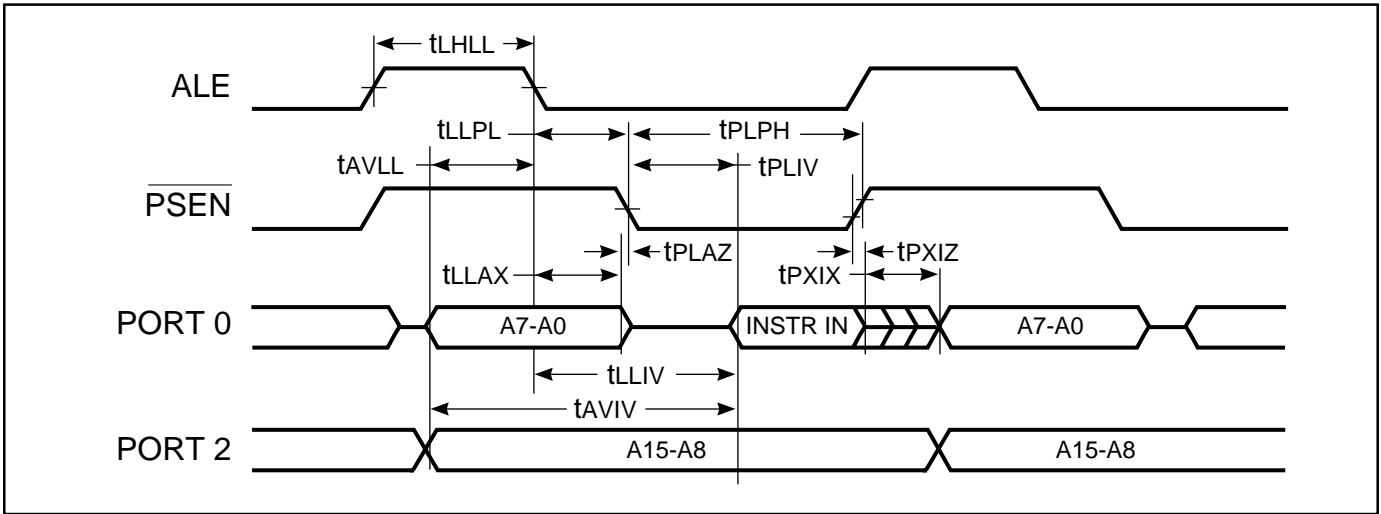 tLHLL
ALE
tLLPL
tPLPH
tAVLL
tPLIV
PSEN
tPLAZ
tPXIZ
tLLAX
tPXIX
PORT 0
A7-A0
INSTR IN
A7-A0
tLLIV
tAVIV
PORT 2
A15-A8
A15-A8